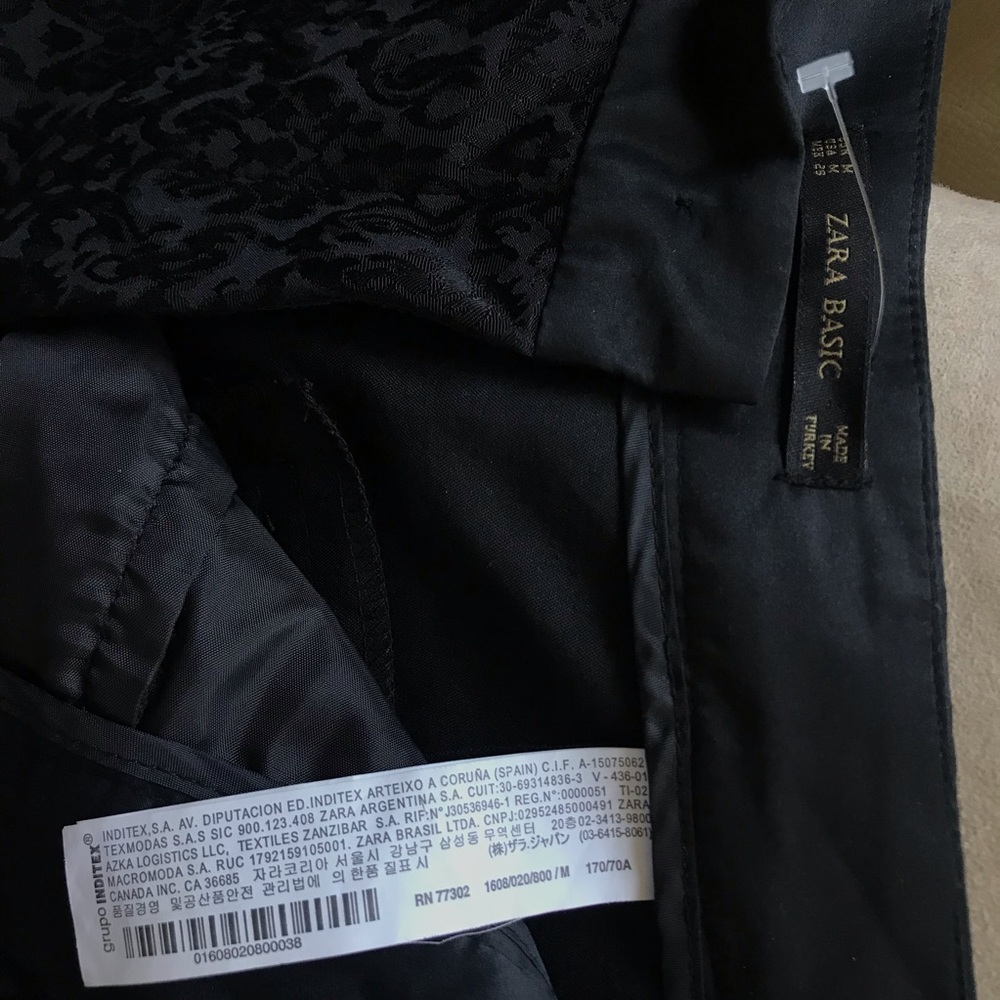 EUR M
USA M
MEX 28
ZARA BASIC
MADE
IN
TURKEY
grupo INDITEX®
INDITEX,S.A. AV. DIPUTACION ED.INDITEX ARTEIXO A CORUÑA (SPAIN) C.I.F. A-15075062
TEXMODAS S.A.S SIC 900.123.408 ZARA ARGENTINA S.A. CUIT:30-69314836-3 V - 436-01
AZKA LOGISTICS LLC, TEXTILES ZANZIBAR S.A. RIF:N°J30536946-1 REG.N°:0000051 TI-02
MACROMODA S.A. RUC 1792159105001. ZARA BRASIL LTDA. CNPJ:02952485000491 ZARA
CANADA INC. CA 36685 자라코리아 서울시 강남구 삼성동 무역센터 20층02-3413-9800
품질경영 및공산품안전 관리법에 의한품질표시 (株)ザラ.ジャパン (03-6415-8061)
RN 77302 1608/020/800 / M 170/70A
01608020800038